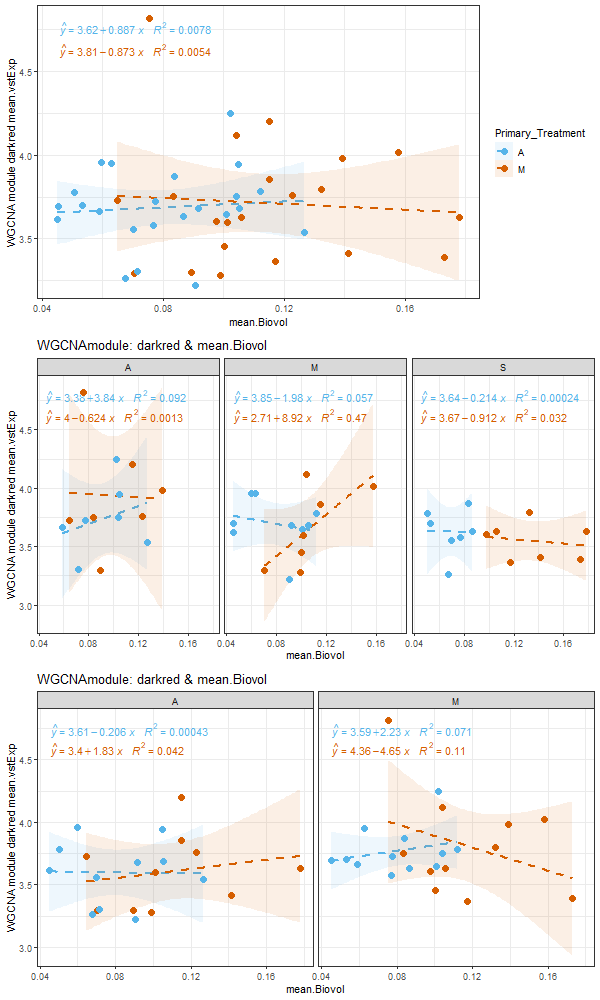 ŷ = 3.62+0.887 x   R² = 0.0078
ŷ = 3.81−0.873 x   R² = 0.0054
4.5
4.0
3.5
WGCNA module darkred mean.vstExp
0.04 0.08 0.12 0.16
mean.Biovol
Primary_Treatment
A
M
WGCNAmodule: darkred & mean.Biovol
A M S
ŷ = 3.38+3.84 x   R² = 0.092
ŷ = 4−0.624 x   R² = 0.0013
ŷ = 3.85−1.98 x   R² = 0.057
ŷ = 2.71+8.92 x   R² = 0.47
ŷ = 3.64−0.214 x   R² = 0.00024
ŷ = 3.67−0.912 x   R² = 0.032
4.5
4.0
3.5
3.0
WGCNA module darkred mean.vstExp
0.04 0.08 0.12 0.16 0.04 0.08 0.12 0.16 0.04 0.08 0.12 0.16
mean.Biovol
WGCNAmodule: darkred & mean.Biovol
A M
ŷ = 3.61−0.206 x   R² = 0.00043
ŷ = 3.4+1.83 x   R² = 0.042
ŷ = 3.59+2.23 x   R² = 0.071
ŷ = 4.36−4.65 x   R² = 0.11
4.5
4.0
3.5
3.0
WGCNA module darkred mean.vstExp
0.04 0.08 0.12 0.16 0.04 0.08 0.12 0.16
mean.Biovol